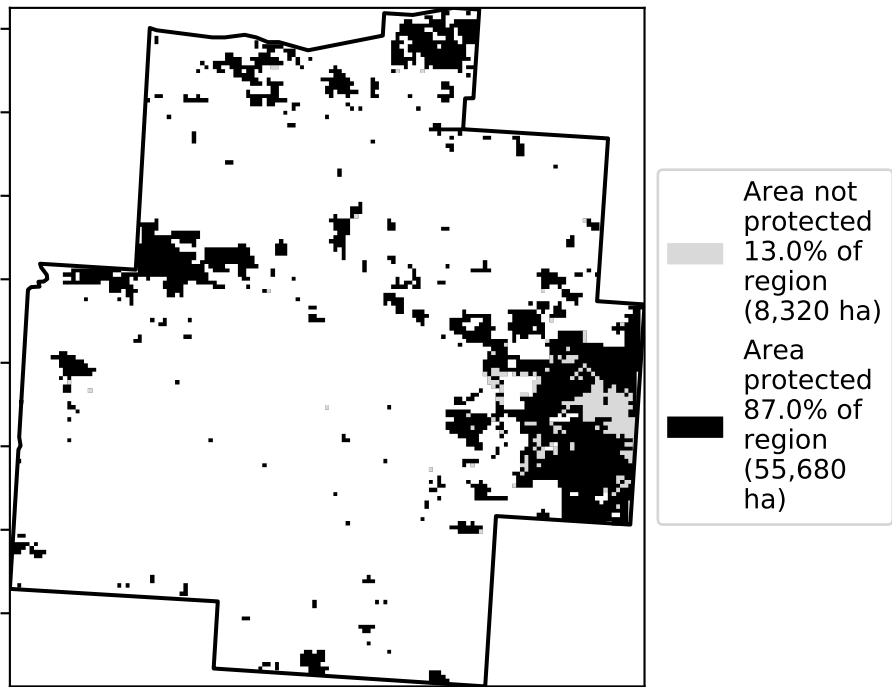 Area not
protected
13.0% of
region
(8,320 ha)
Area
protected
87.0% of
region
(55,680
ha)